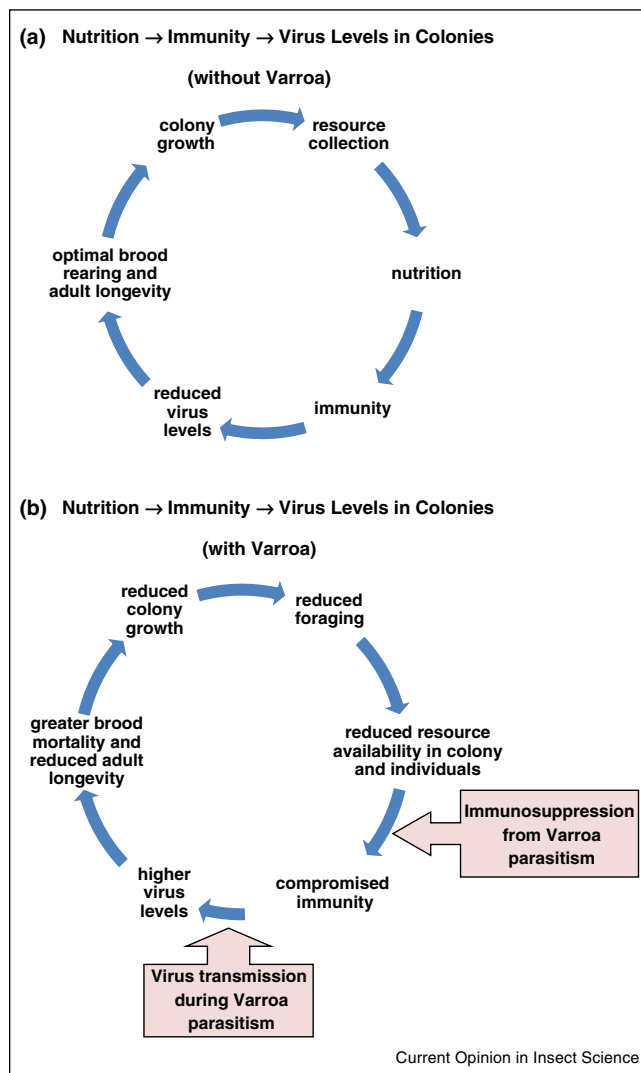 (a) Nutrition → Immunity → Virus Levels in Colonies
(without Varroa)
colony
growth
resource
collection
nutrition
immunity
reduced
virus
levels
optimal brood
rearing and
adult longevity
(b) Nutrition → Immunity → Virus Levels in Colonies
(with Varroa)
reduced
colony
growth
reduced
foraging
reduced resource
availability in colony
and individuals
Immunosuppression
from Varroa
parasitism
compromised
immunity
Virus transmission
during Varroa
parasitism
higher
virus
levels
greater brood
mortality and
reduced adult
longevity
Current Opinion in Insect Science